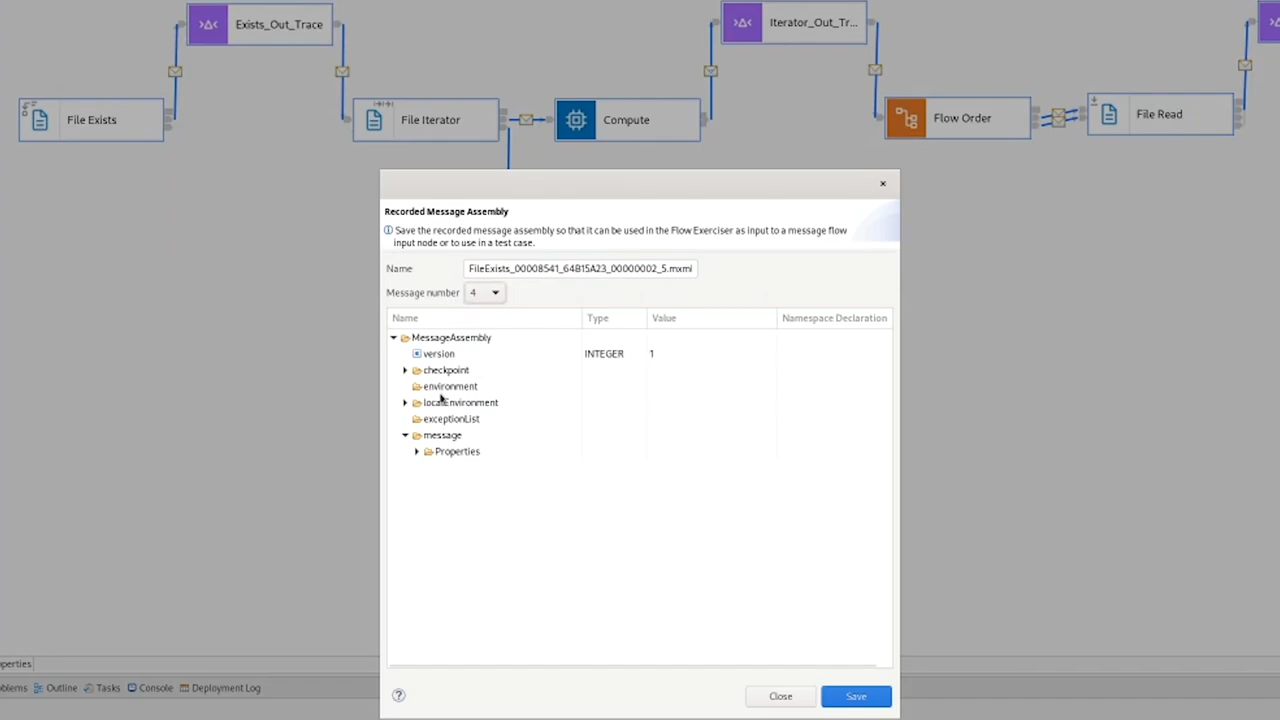 Exists_Out_Trace
Iterator_Out_Tr...
File Exists
File Iterator
Compute
Flow Order
File Read
Recorded Message Assembly
Save the recorded message assembly so that it can be used in the Flow Exerciser as input to a message flow
input node or to use in a test case.
Name FileExists_00008541_64B15A23_00000002_5.mxml
Message number 4
Name Type Value Namespace Declaration
MessageAssembly
version INTEGER 1
checkpoint
environment
localEnvironment
exceptionList
message
Properties
operties
oblems Outline Tasks Console Deployment Log
Close Save